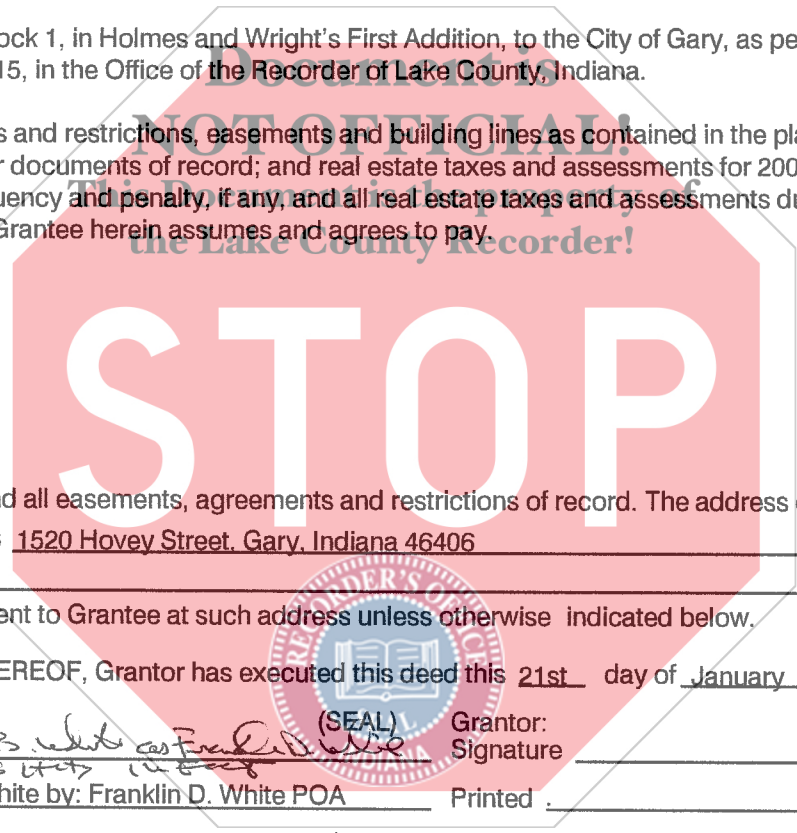 ock 1, in Holmes and Wright's First Addition, to the City of Gary, as pe
15, in the Office of the Recorder of Lake County, Indiana.
Document is
NOT OFFICIAL!
This Document is the property of
the Lake County Recorder!
s and restrictions, easements and building lines as contained in the pla
r documents of record; and real estate taxes and assessments for 200
uency and penalty, if any, and all real estate taxes and assessments du
Grantee herein assumes and agrees to pay.
STOP
d all easements, agreements and restrictions of record. The address
1520 Hovey Street, Gary, Indiana 46406
ent to Grantee at such address unless otherwise indicated below.
EREOF, Grantor has executed this deed this 21st day of January
RECORDER'S OFFICE
SEAL
INDIANA
(SEAL) Grantor:
Signature
hite by: Franklin D. White POA Printed